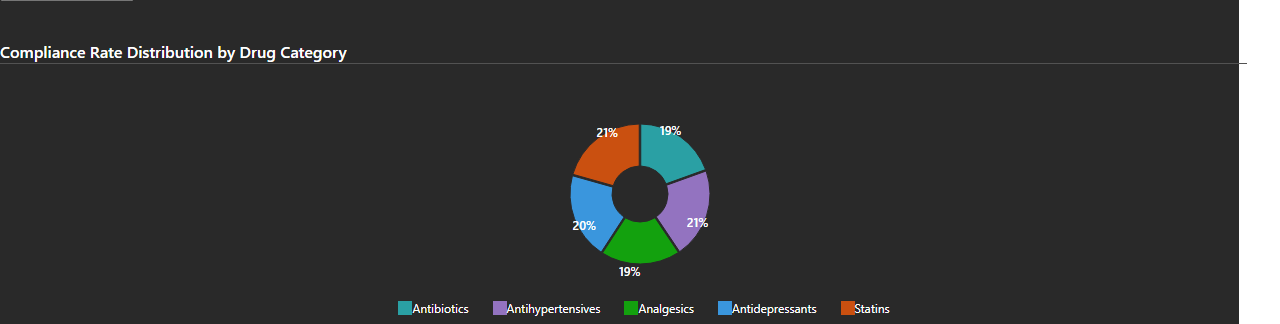 Compliance Rate Distribution by Drug Category
21% 19%
20% 21%
19%
Antibiotics Antihypertensives Analgesics Antidepressants Statins